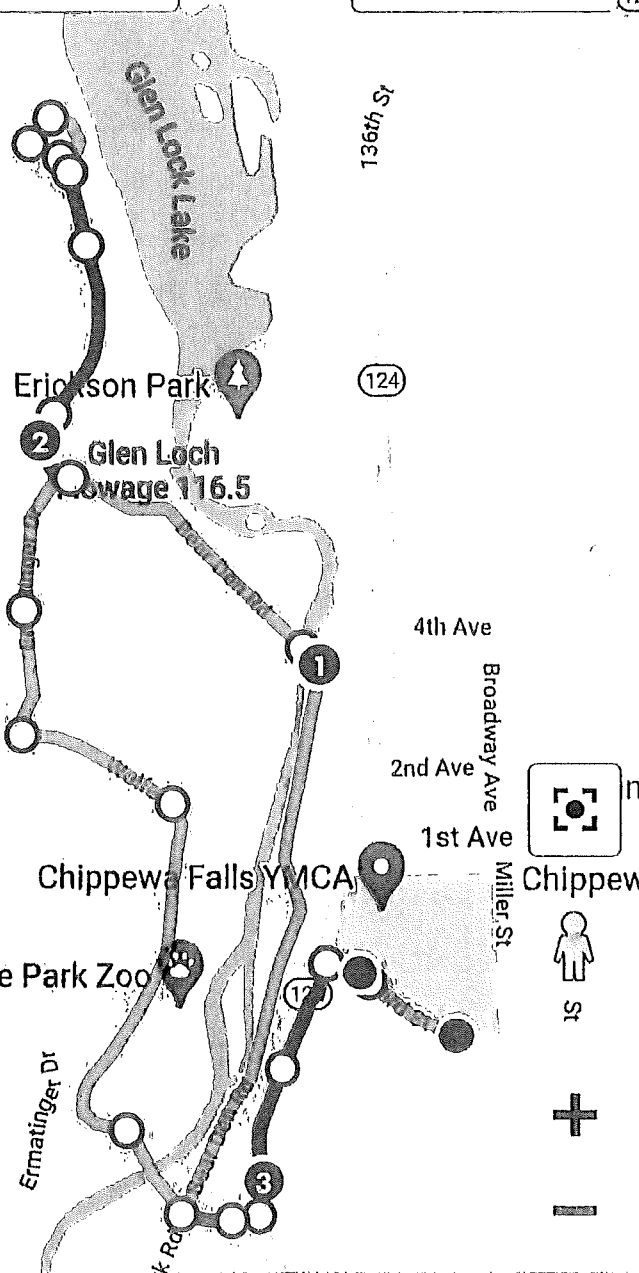 Glen Lock Lake
136th St
Erickson Park
124
2
Glen Loch
Flowage 116.5
4th Ave
1
Broadway Ave
2nd Ave
1st Ave
Chippewa Falls YMCA
Miller St
Chippew
e Park Zoo
St
Ermatinger Dr
3
k Rd